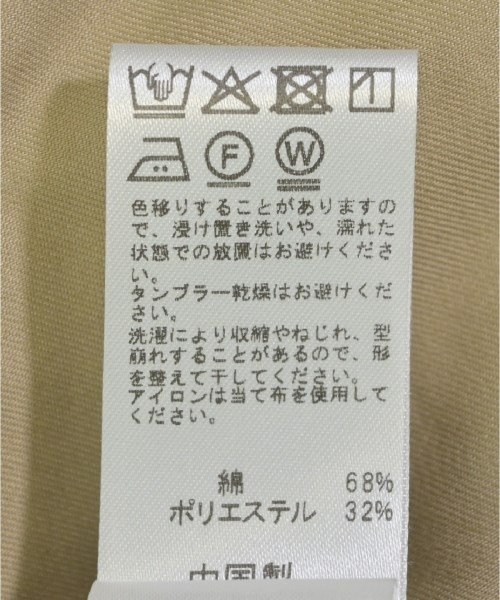 F
W
色移りすることがありますの
で、浸け置き洗いや、濡れた
状態での放置はお避けくださ
い。
タンブラー乾燥はお避けくだ
さい。
洗濯により収縮やねじれ、型
崩れすることがあるので、形
を整えて干してください。
アイロンは当て布を使用して
ください。
綿 68%
ポリエステル 32%
中国製